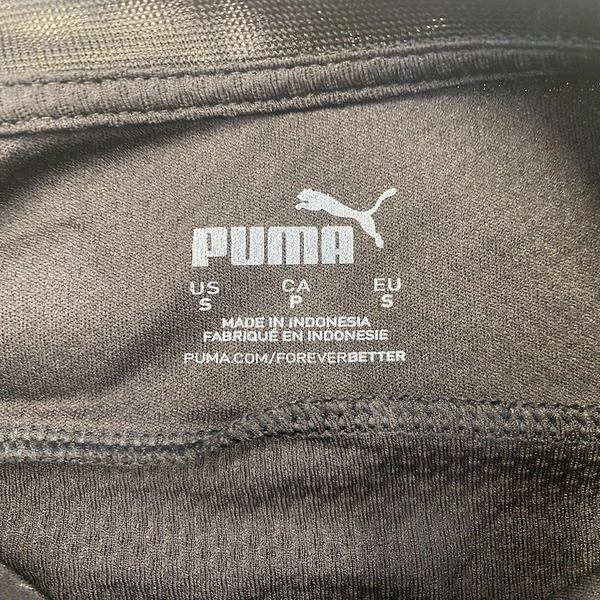 PUMA
US CA EU
S P S
MADE IN INDONESIA
FABRIQUÉ EN INDONESIE
PUMA.COM/FOREVERBETTER